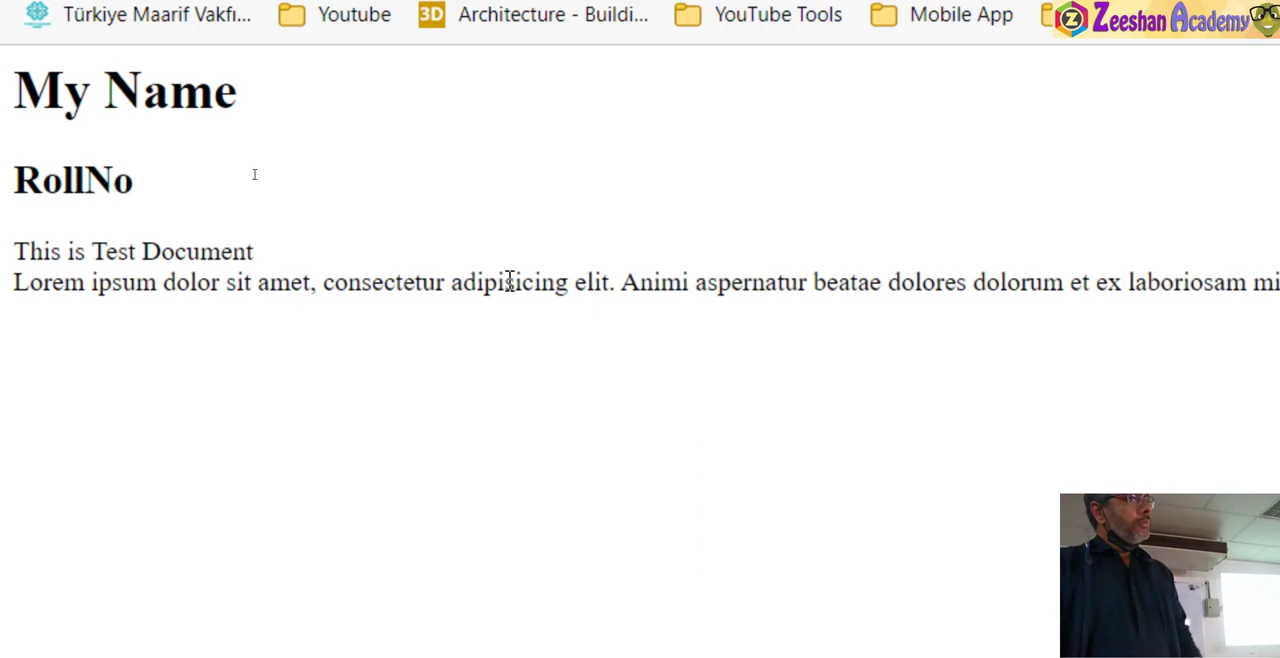 Türkiye Maarif Vakfı... Youtube 3D Architecture - Buildi... YouTube Tools Mobile App Z Zeeshan Academy
My Name
RollNo
This is Test Document
Lorem ipsum dolor sit amet, consectetur adipisicing elit. Animi aspernatur beatae dolores dolorum et ex laboriosam mi